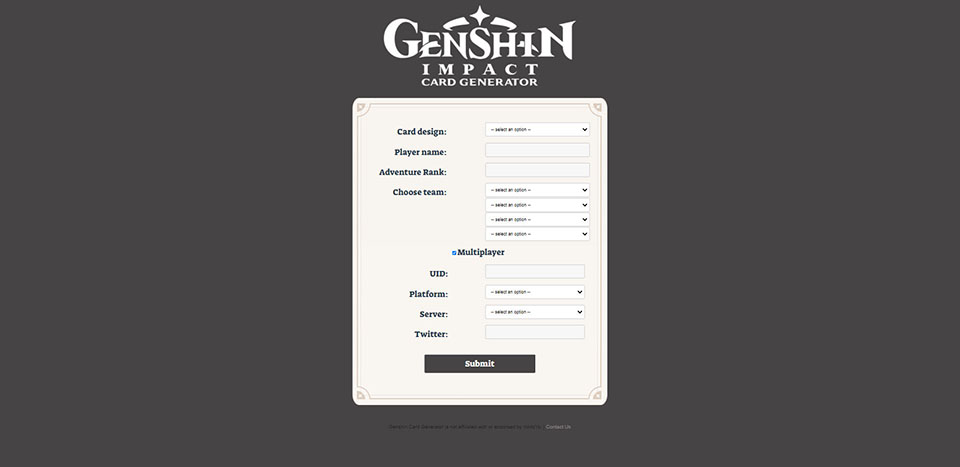 GENSHIN
IMPACT
CARD GENERATOR
Card design:
-- select an option --
Player name:
Adventure Rank:
Choose team:
-- select an option --
-- select an option --
-- select an option --
-- select an option --
Multiplayer
UID:
Platform:
-- select an option --
Server:
-- select an option --
Twitter:
Submit
Genshin Card Generator is not affiliated with or endorsed by miHoYo | Contact Us